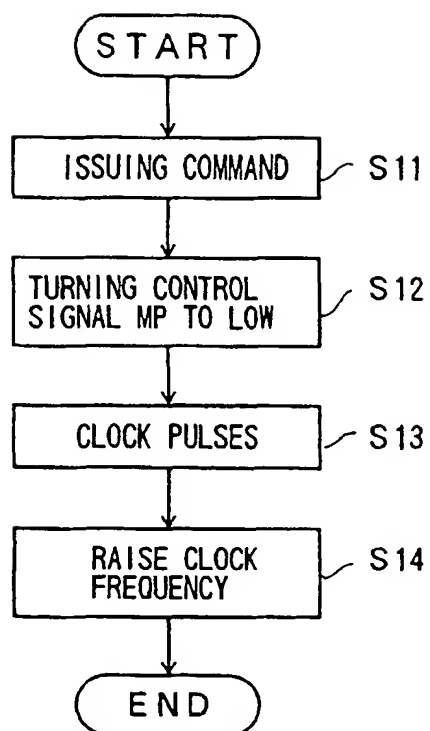 START
ISSUING COMMAND
S11
TURNING CONTROL
SIGNAL MP TO LOW
S12
CLOCK PULSES
S13
RAISE CLOCK
FREQUENCY
S14
END